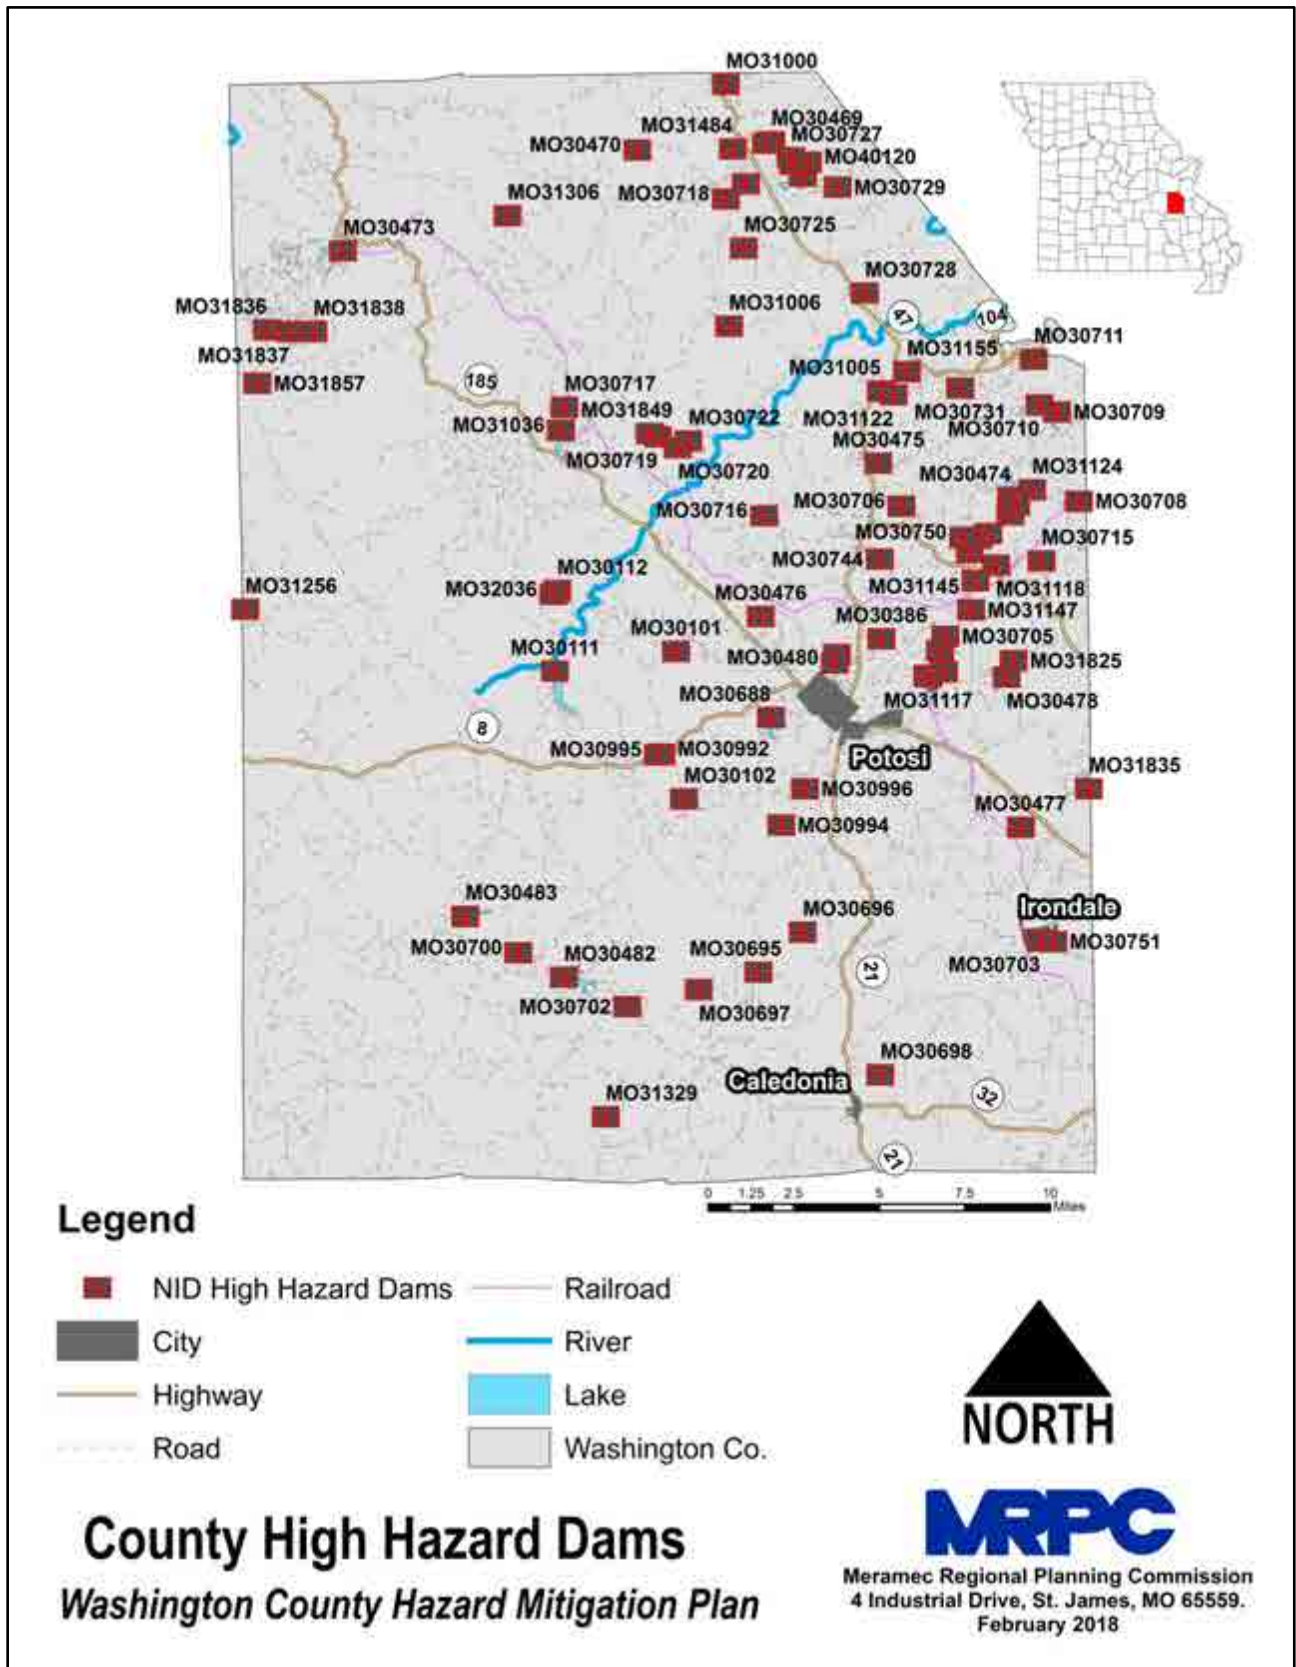 MO31000
MO30469
MO31484
MO30727
MO30470
MO40120
MO30729
MO31306
MO30718
MO30725
MO30473
MO30728
MO31836
MO31838
MO31006
47
104
MO30711
MO31837
MO31155
MO31005
MO31857
185
MO30717
MO31849
MO30722
MO31122
MO30731
MO30709
MO31036
MO30710
MO30719
MO30720
MO30475
MO30474
MO31124
MO30716
MO30706
MO30708
MO30750
MO30715
MO30744
MO30112
MO31256
MO32036
MO30476
MO31145
MO31118
MO31147
MO30386
MO30101
MO30705
MO30111
MO30480
MO31825
MO30688
MO31117
MO30478
8
MO30995
MO30992
Potosi
MO30102
MO30996
MO31835
MO30477
MO30994
MO30483
MO30696
Irondale
MO30700
MO30482
MO30695
MO30751
MO30703
21
MO30702
MO30697
MO30698
Caledonia
MO31329
32
21
0 1.25 2.5 5 7.5 10
Miles
Legend
NID High Hazard Dams
Railroad
City
River
Highway
Lake
Road
Washington Co.
NORTH
County High Hazard Dams
Washington County Hazard Mitigation Plan
MRPC
Meramec Regional Planning Commission
4 Industrial Drive, St. James, MO 65559.
February 2018